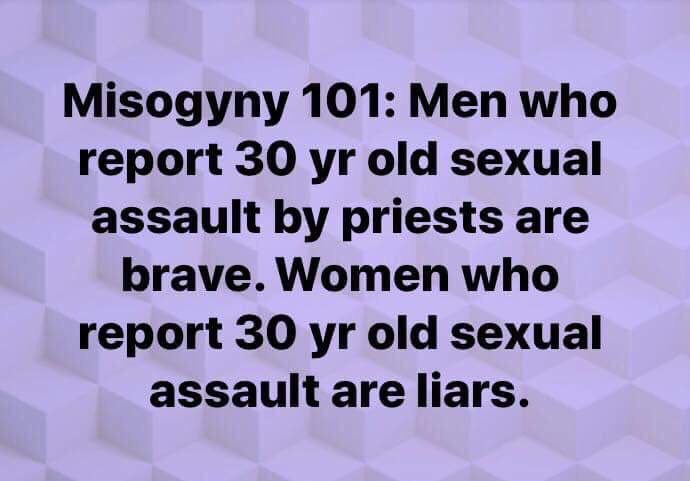 Misogyny 101: Men who
report 30 yr old sexual
assault by priests are
brave. Women who
report 30 yr old sexual
assault are liars.